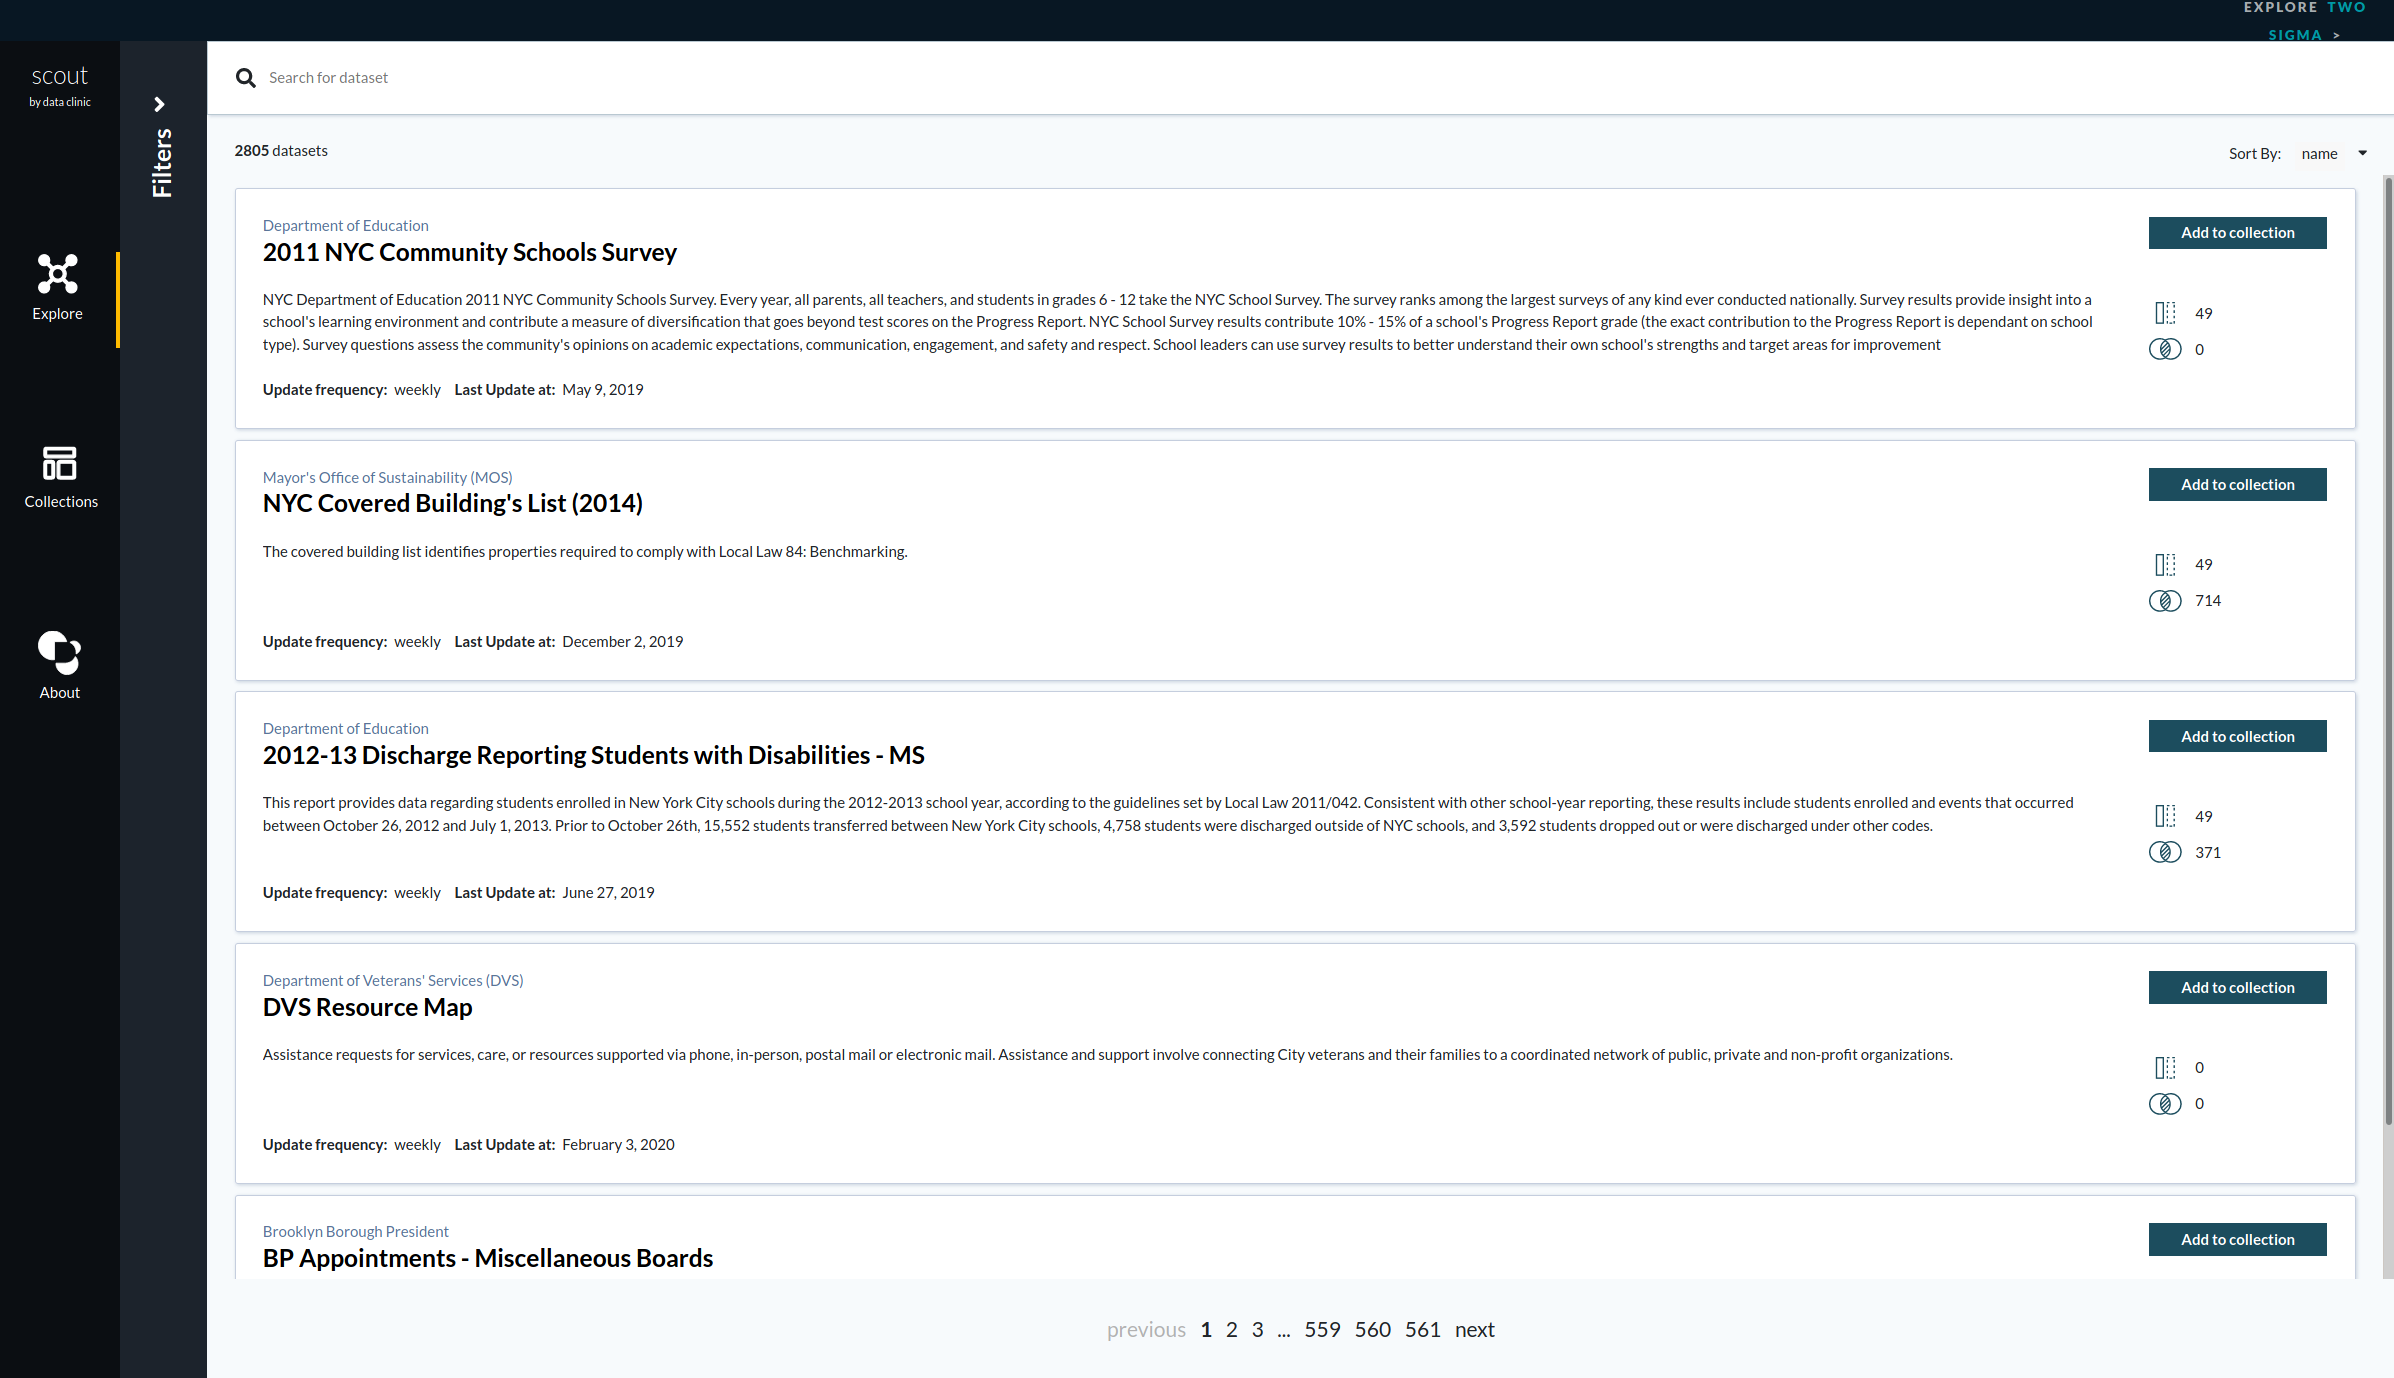 EXPLORE TWO
SIGMA >
scout
by data clinic
Filters
Explore
Collections
About
Search for dataset
2805 datasets
Sort By: name
Department of Education
2011 NYC Community Schools Survey
Add to collection
NYC Department of Education 2011 NYC Community Schools Survey. Every year, all parents, all teachers, and students in grades 6 - 12 take the NYC School Survey. The survey ranks among the largest surveys of any kind ever conducted nationally. Survey results provide insight into a
school's learning environment and contribute a measure of diversification that goes beyond test scores on the Progress Report. NYC School Survey results contribute 10% - 15% of a school's Progress Report grade (the exact contribution to the Progress Report is dependant on school
type). Survey questions assess the community's opinions on academic expectations, communication, engagement, and safety and respect. School leaders can use survey results to better understand their own school's strengths and target areas for improvement
49
0
Update frequency: weekly Last Update at: May 9, 2019
Mayor's Office of Sustainability (MOS)
NYC Covered Building's List (2014)
Add to collection
The covered building list identifies properties required to comply with Local Law 84: Benchmarking.
49
714
Update frequency: weekly Last Update at: December 2, 2019
Department of Education
2012-13 Discharge Reporting Students with Disabilities - MS
Add to collection
This report provides data regarding students enrolled in New York City schools during the 2012-2013 school year, according to the guidelines set by Local Law 2011/042. Consistent with other school-year reporting, these results include students enrolled and events that occurred
between October 26, 2012 and July 1, 2013. Prior to October 26th, 15,552 students transferred between New York City schools, 4,758 students were discharged outside of NYC schools, and 3,592 students dropped out or were discharged under other codes.
49
371
Update frequency: weekly Last Update at: June 27, 2019
Department of Veterans' Services (DVS)
DVS Resource Map
Add to collection
Assistance requests for services, care, or resources supported via phone, in-person, postal mail or electronic mail. Assistance and support involve connecting City veterans and their families to a coordinated network of public, private and non-profit organizations.
0
0
Update frequency: weekly Last Update at: February 3, 2020
Brooklyn Borough President
BP Appointments - Miscellaneous Boards
Add to collection
previous 1 2 3 ... 559 560 561 next